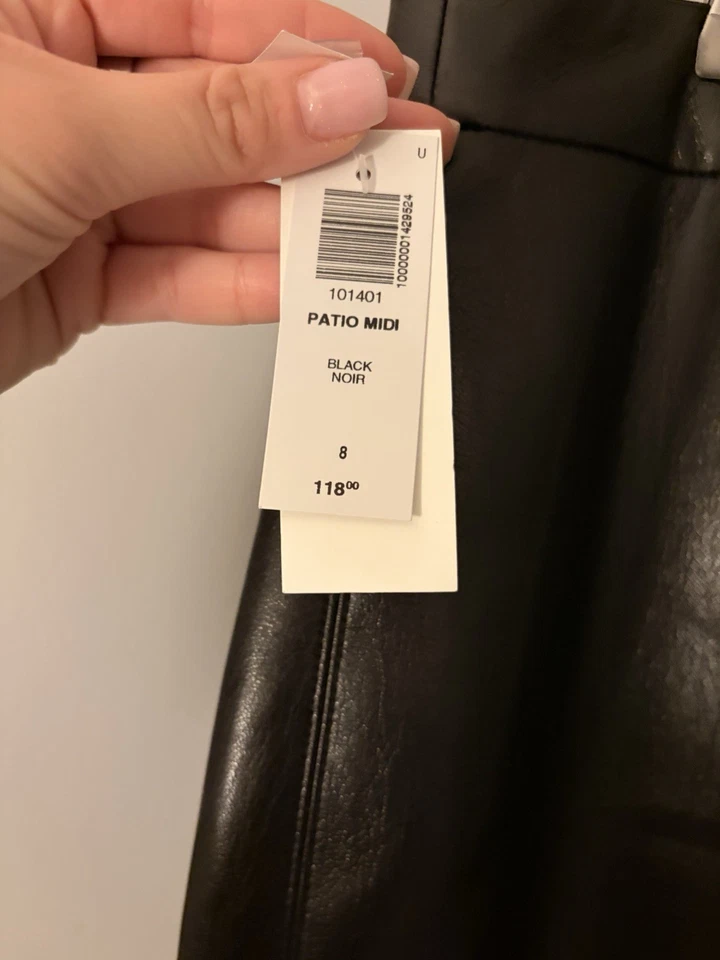 U
10000001429524
101401
PATIO MIDI
BLACK
NOIR
8
118⁰⁰